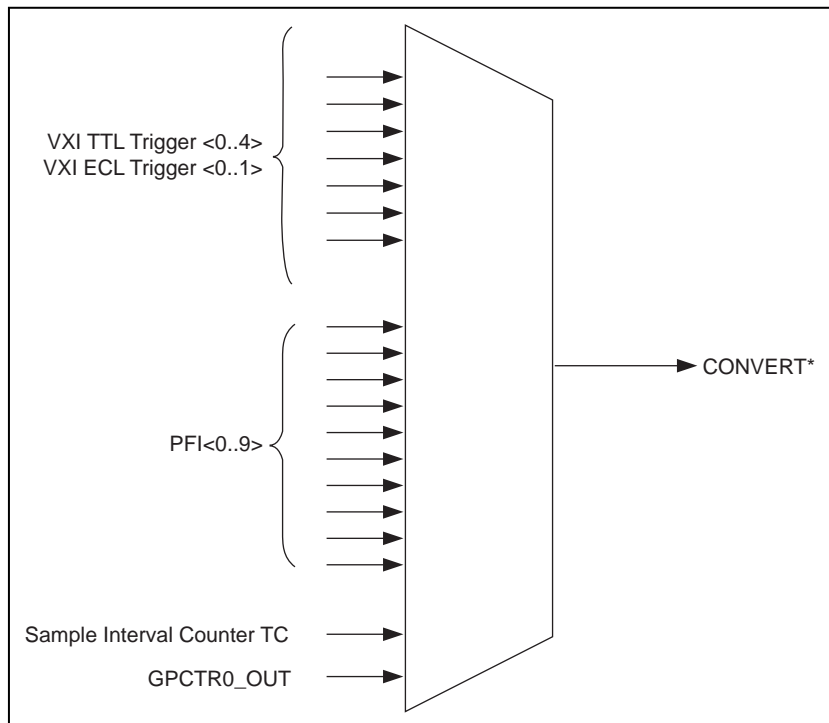 VXI TTL Trigger <0..4>
VXI ECL Trigger <0..1>
PFI<0..9>
CONVERT*
Sample Interval Counter TC
GPCTR0_OUT